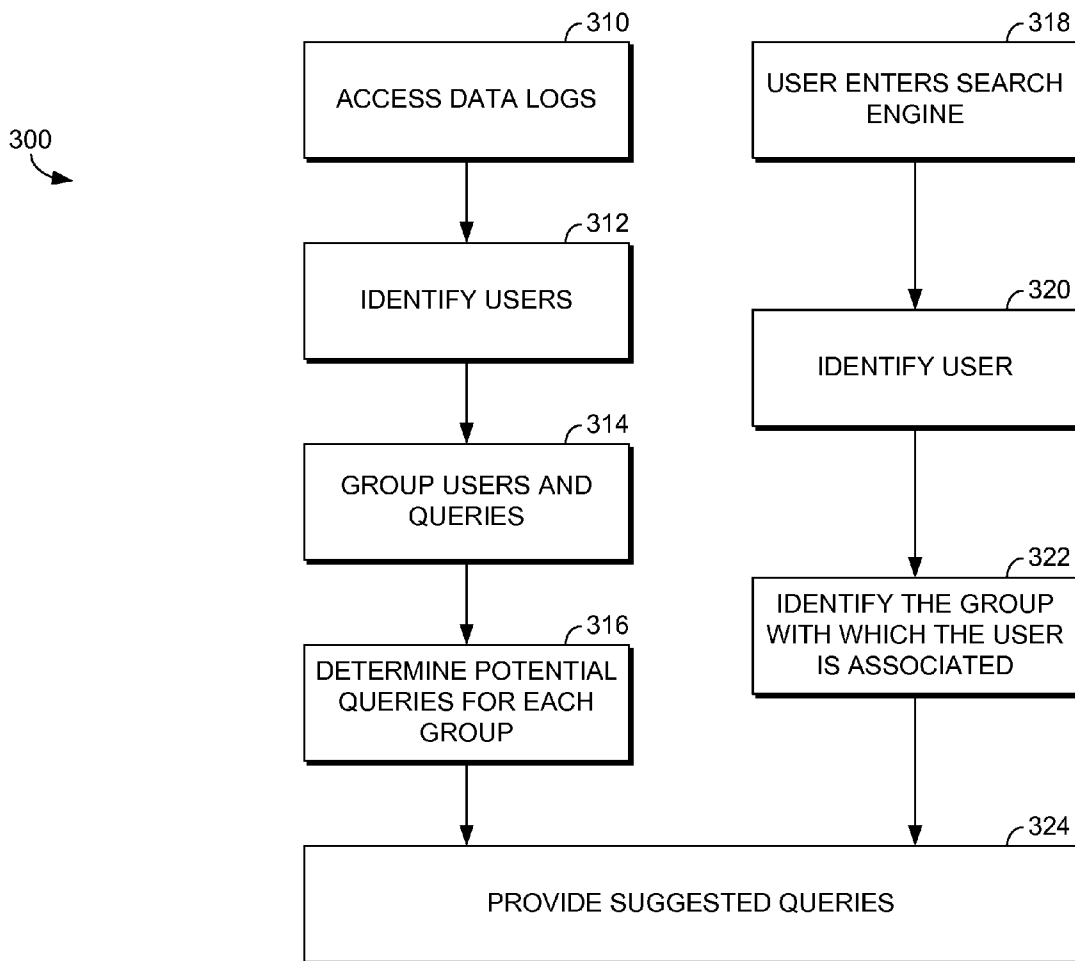 300
310
ACCESS DATA LOGS
312
IDENTIFY USERS
314
GROUP USERS AND
QUERIES
316
DETERMINE POTENTIAL
QUERIES FOR EACH
GROUP
318
USER ENTERS SEARCH
ENGINE
320
IDENTIFY USER
322
IDENTIFY THE GROUP
WITH WHICH THE USER
IS ASSOCIATED
324
PROVIDE SUGGESTED QUERIES